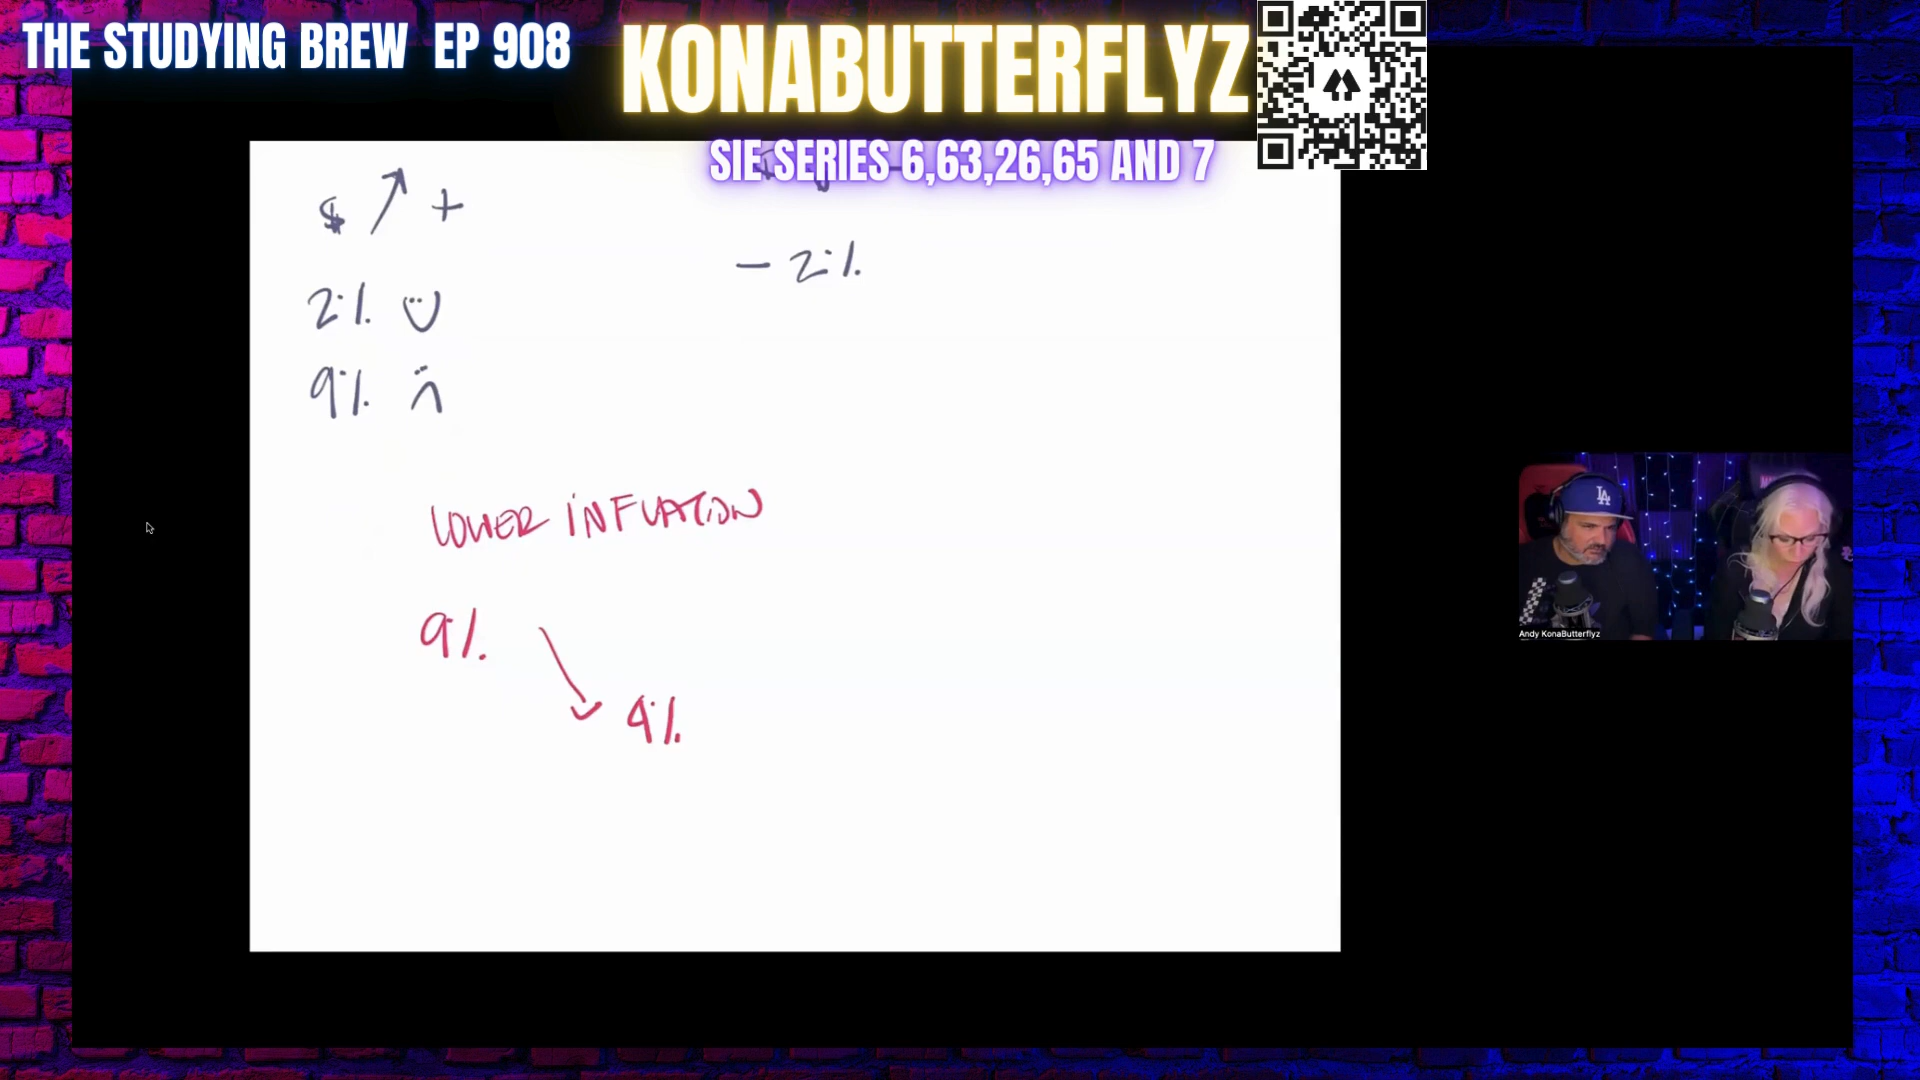 THE STUDYING BREW EP 908
KONABUTTERFLYZ
SIE SERIES 6,63,26,65 AND 7
$ +
- 2%
2%
9%
LOWER INFLATION
9%
4%
LA
Andy KonaButterflyz